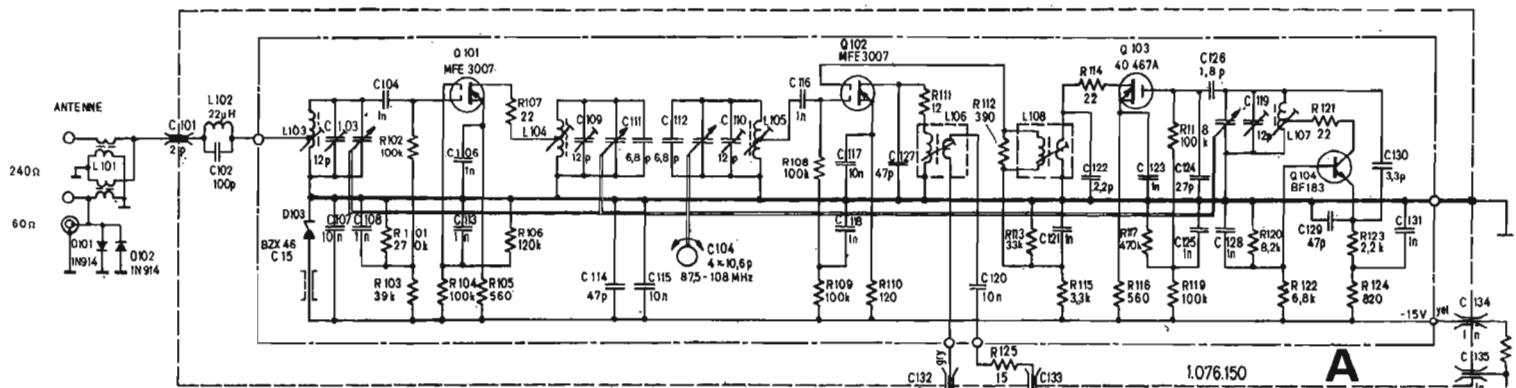 ANTENNE
240Ω
60Ω
L101
D101
1N914
D102
1N914
C101
2p
L102
22µH
C102
100p
L103
C103
12p
C104
1n
R102
100k
Q101
MFE 3007
C106
1n
R107
22
L104
C109
12p
C111
6,8p
C112
6,8p
C110
12p
L105
C116
1n
Q102
MFE3007
R108
100k
C117
10n
C127
47p
R111
12
L106
R112
390
L108
R114
22
Q103
40 467A
C122
2,2p
C123
1n
R118
100k
C124
27p
C126
1,8p
C119
12p
L107
R121
22
Q104
BF183
C130
3,3p
D103
BZX 46
C 15
C107
10n
C108
1n
R101
270k
R103
39k
C113
1n
R104
100k
R105
560
R106
120k
C114
47p
C115
10n
C104
4×10,6p
87,5-108 MHz
C118
1n
R109
100k
R110
120
C120
10n
R113
33k
C121
1n
R115
3,3k
R117
470k
R116
560
C125
1n
R119
100k
C128
1n
R120
8,2k
R122
6,8k
C129
47p
R123
2,2k
C131
1n
R124
820
-15V
yel
C134
1n
C135
1n
gry
C132
R125
15
C133
1.076.150
A